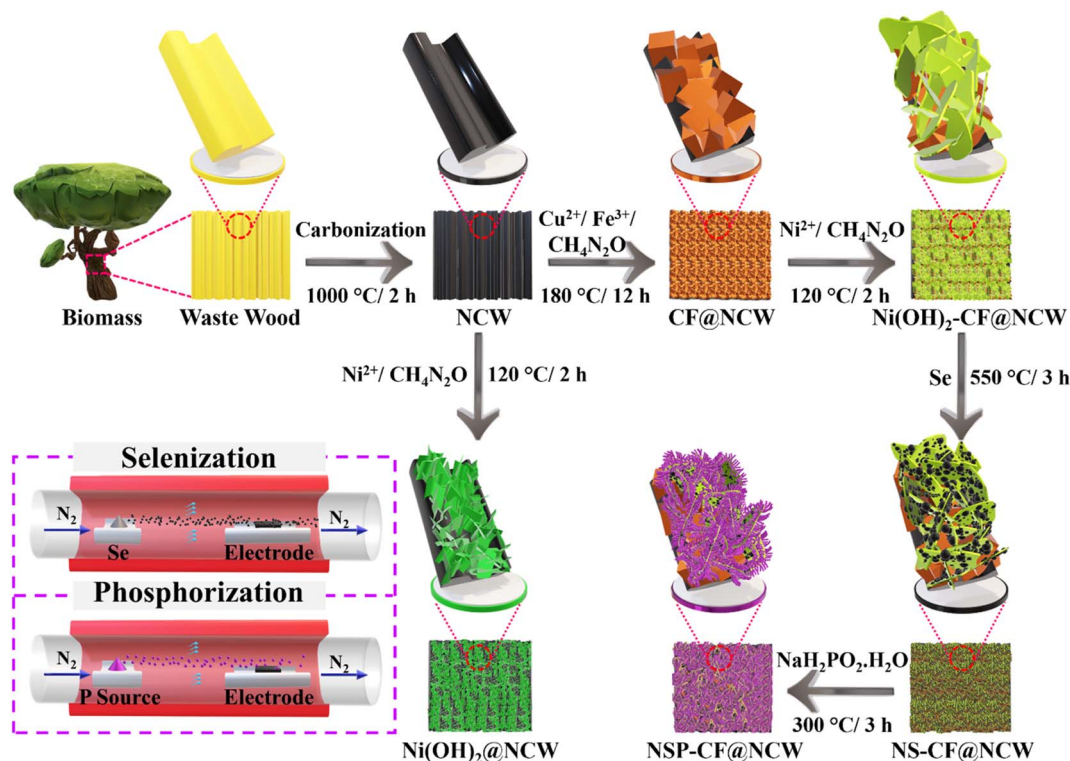 Carbonization
1000 °C/ 2 h
Cu²⁺/ Fe³⁺/
CH₄N₂O
180 °C/ 12 h
Ni²⁺/ CH₄N₂O
120 °C/ 2 h
Biomass
Waste Wood
NCW
CF@NCW
Ni(OH)₂-CF@NCW
Ni²⁺/ CH₄N₂O
120 °C/ 2 h
Se
550 °C/ 3 h
Selenization
N₂
N₂
Se
Electrode
Phosphorization
N₂
N₂
P Source
Electrode
NaH₂PO₂.H₂O
300 °C/ 3 h
Ni(OH)₂@NCW
NSP-CF@NCW
NS-CF@NCW